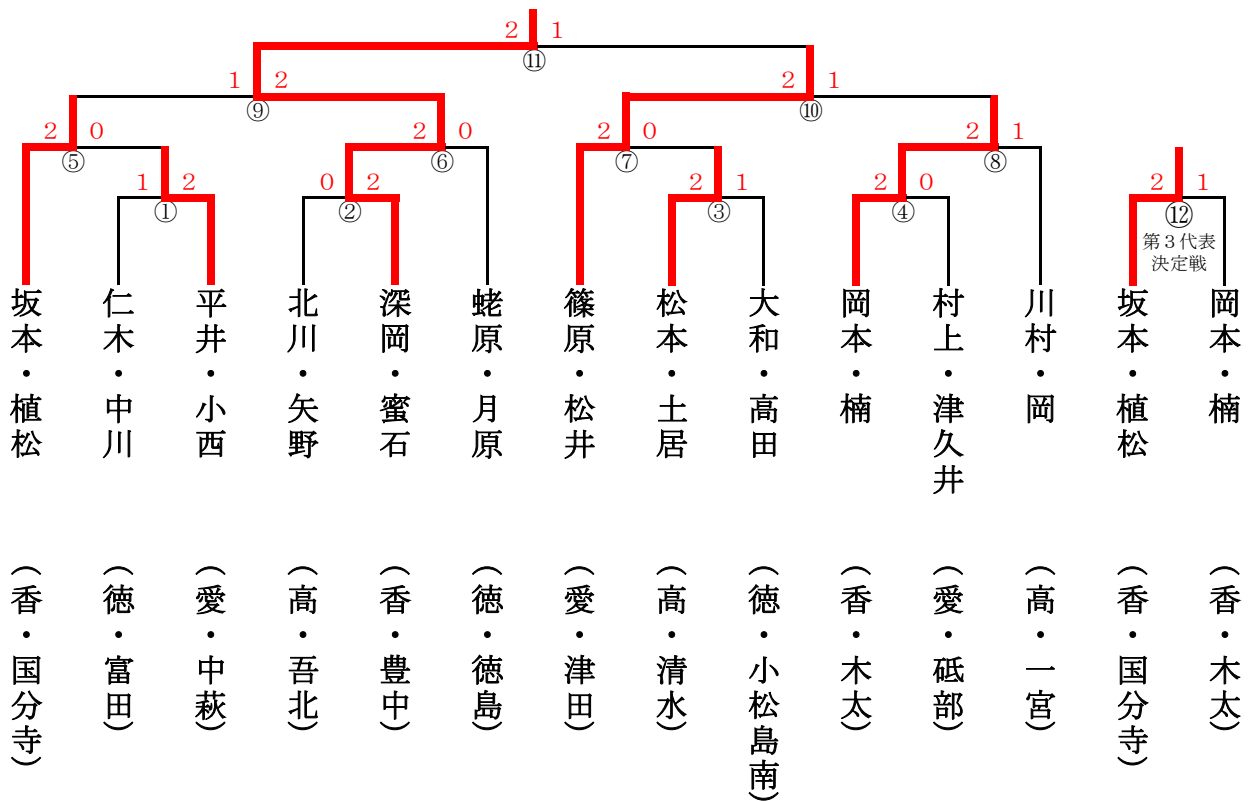 2 1
⑪
1 2 2 1
⑨ ⑩
2 0 2 0 2 0 2 1
⑤ ⑥ ⑦ ⑧
1 2 0 2 2 1 2 0 2 1
① ② ③ ④ ⑫
第3代表
決定戦
坂本・植松（香・国分寺）
仁木・中川（徳・富田）
平井・小西（愛・中萩）
北川・矢野（高・吾北）
深岡・蜜石（香・豊中）
蛯原・月原（徳・徳島）
篠原・松井（愛・津田）
松本・土居（高・清水）
大和・高田（徳・小松島南）
岡本・楠（香・木太）
村上・津久井（愛・砥部）
川村・岡（高・一宮）
坂本・植松（香・国分寺）
岡本・楠（香・木太）